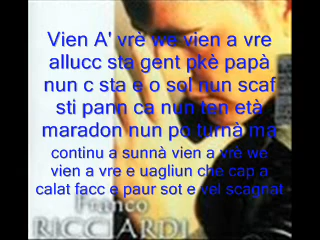 Vien A' vrè we vien a vre
allucc sta gent pkè papà
nun c sta e o sol nun scaf
sti pann ca nun ten età
maradon nun po turnà ma
continu a sunnà vien a vrè we
vien a vre e uagliun che cap a
calat facc e paur sot e vel scagnat
Franco
RICCIARDI